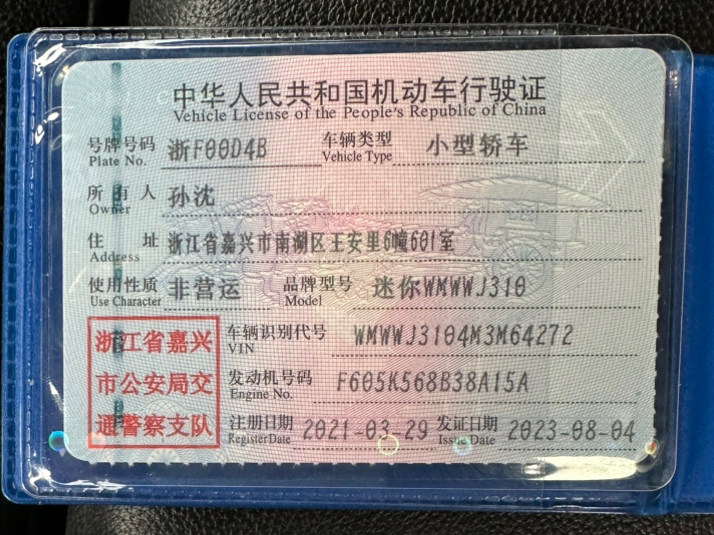 中华人民共和国机动车行驶证
Vehicle License of the People's Republic of China
号牌号码 浙F00D4B 车辆类型 小型轿车
Plate No. Vehicle Type
所有人 孙沈
Owner
住址 浙江省嘉兴市南湖区王安里6幢601室
Address
使用性质 非营运 品牌型号 迷你WMWWJ310
Use Character Model
浙江省嘉兴
市公安局交
通警察支队
车辆识别代号 WMWWJ3104M3M64272
VIN
发动机号码 F605K568B38A15A
Engine No.
注册日期 2021-03-29 发证日期 2023-08-04
Register Date Issue Date